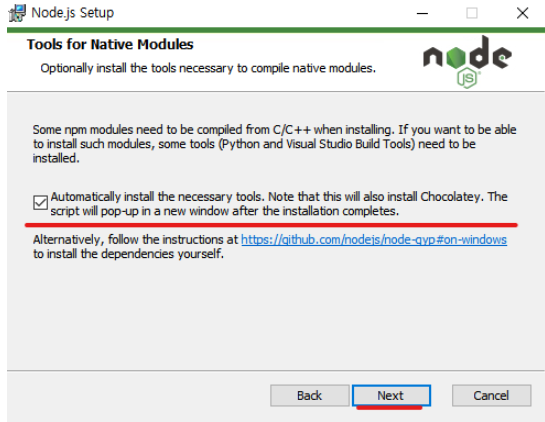 Node.js Setup
Tools for Native Modules
Optionally install the tools necessary to compile native modules.
node
JS
Some npm modules need to be compiled from C/C++ when installing. If you want to be able
to install such modules, some tools (Python and Visual Studio Build Tools) need to be
installed.
Automatically install the necessary tools. Note that this will also install Chocolatey. The
script will pop-up in a new window after the installation completes.
Alternatively, follow the instructions at https://github.com/nodejs/node-gyp#on-windows
to install the dependencies yourself.
Back Next Cancel